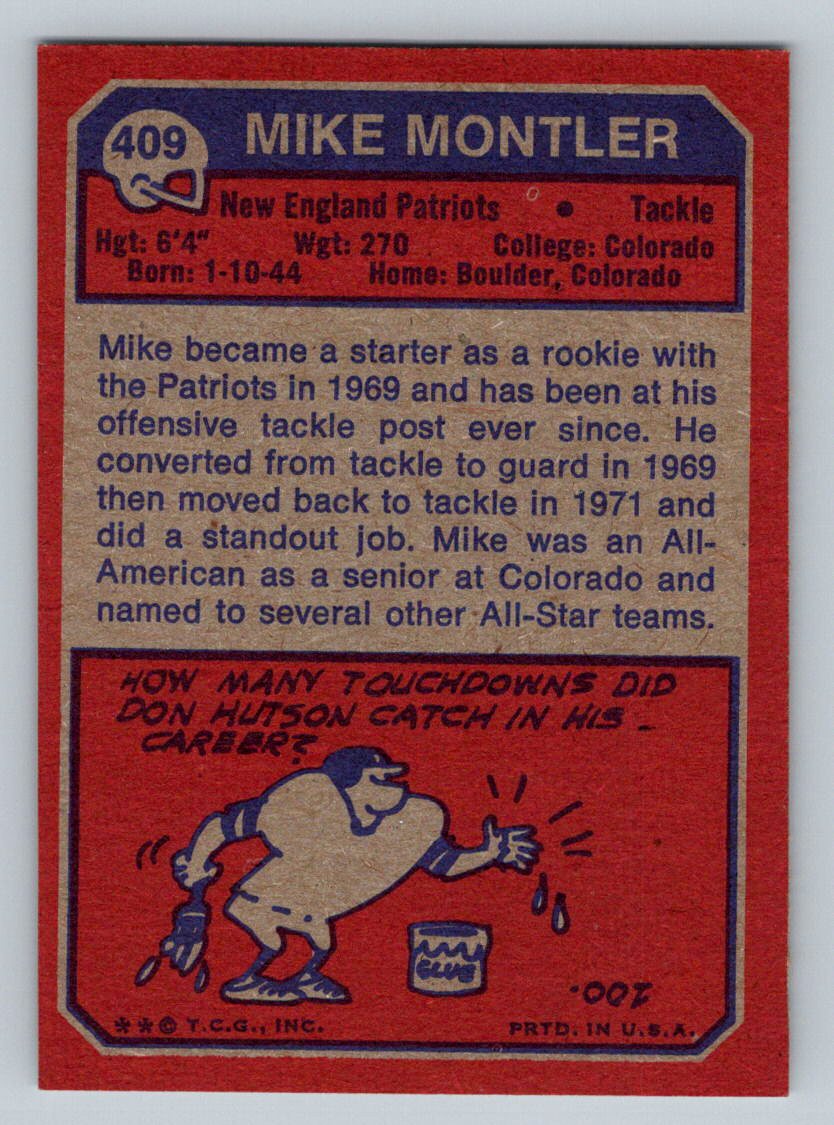 409
MIKE MONTLER
New England Patriots • Tackle
Hgt: 6'4" Wgt: 270 College: Colorado
Born: 1-10-44 Home: Boulder, Colorado
Mike became a starter as a rookie with
the Patriots in 1969 and has been at his
offensive tackle post ever since. He
converted from tackle to guard in 1969
then moved back to tackle in 1971 and
did a standout job. Mike was an All-
American as a senior at Colorado and
named to several other All-Star teams.
HOW MANY TOUCHDOWNS DID
DON HUTSON CATCH IN HIS
CAREER?
GLUE
100.
**© T.C.G., INC. PRTD. IN U.S.A.